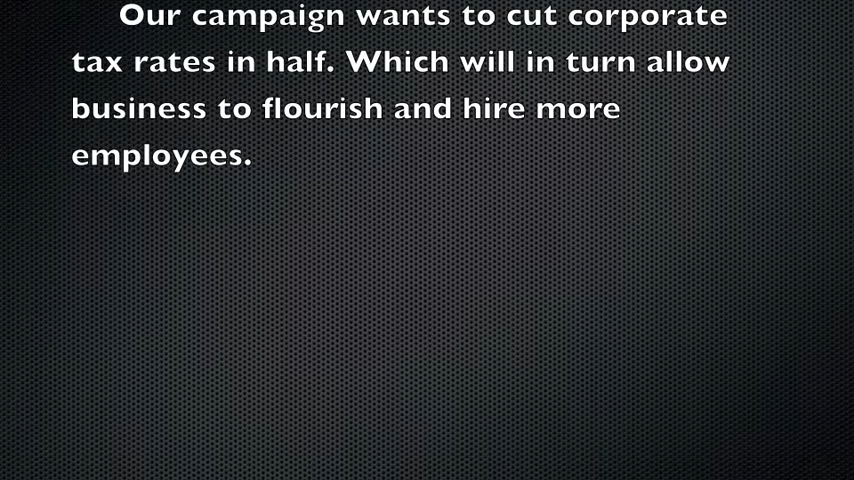 Our campaign wants to cut corporate
tax rates in half. Which will in turn allow
business to flourish and hire more
employees.